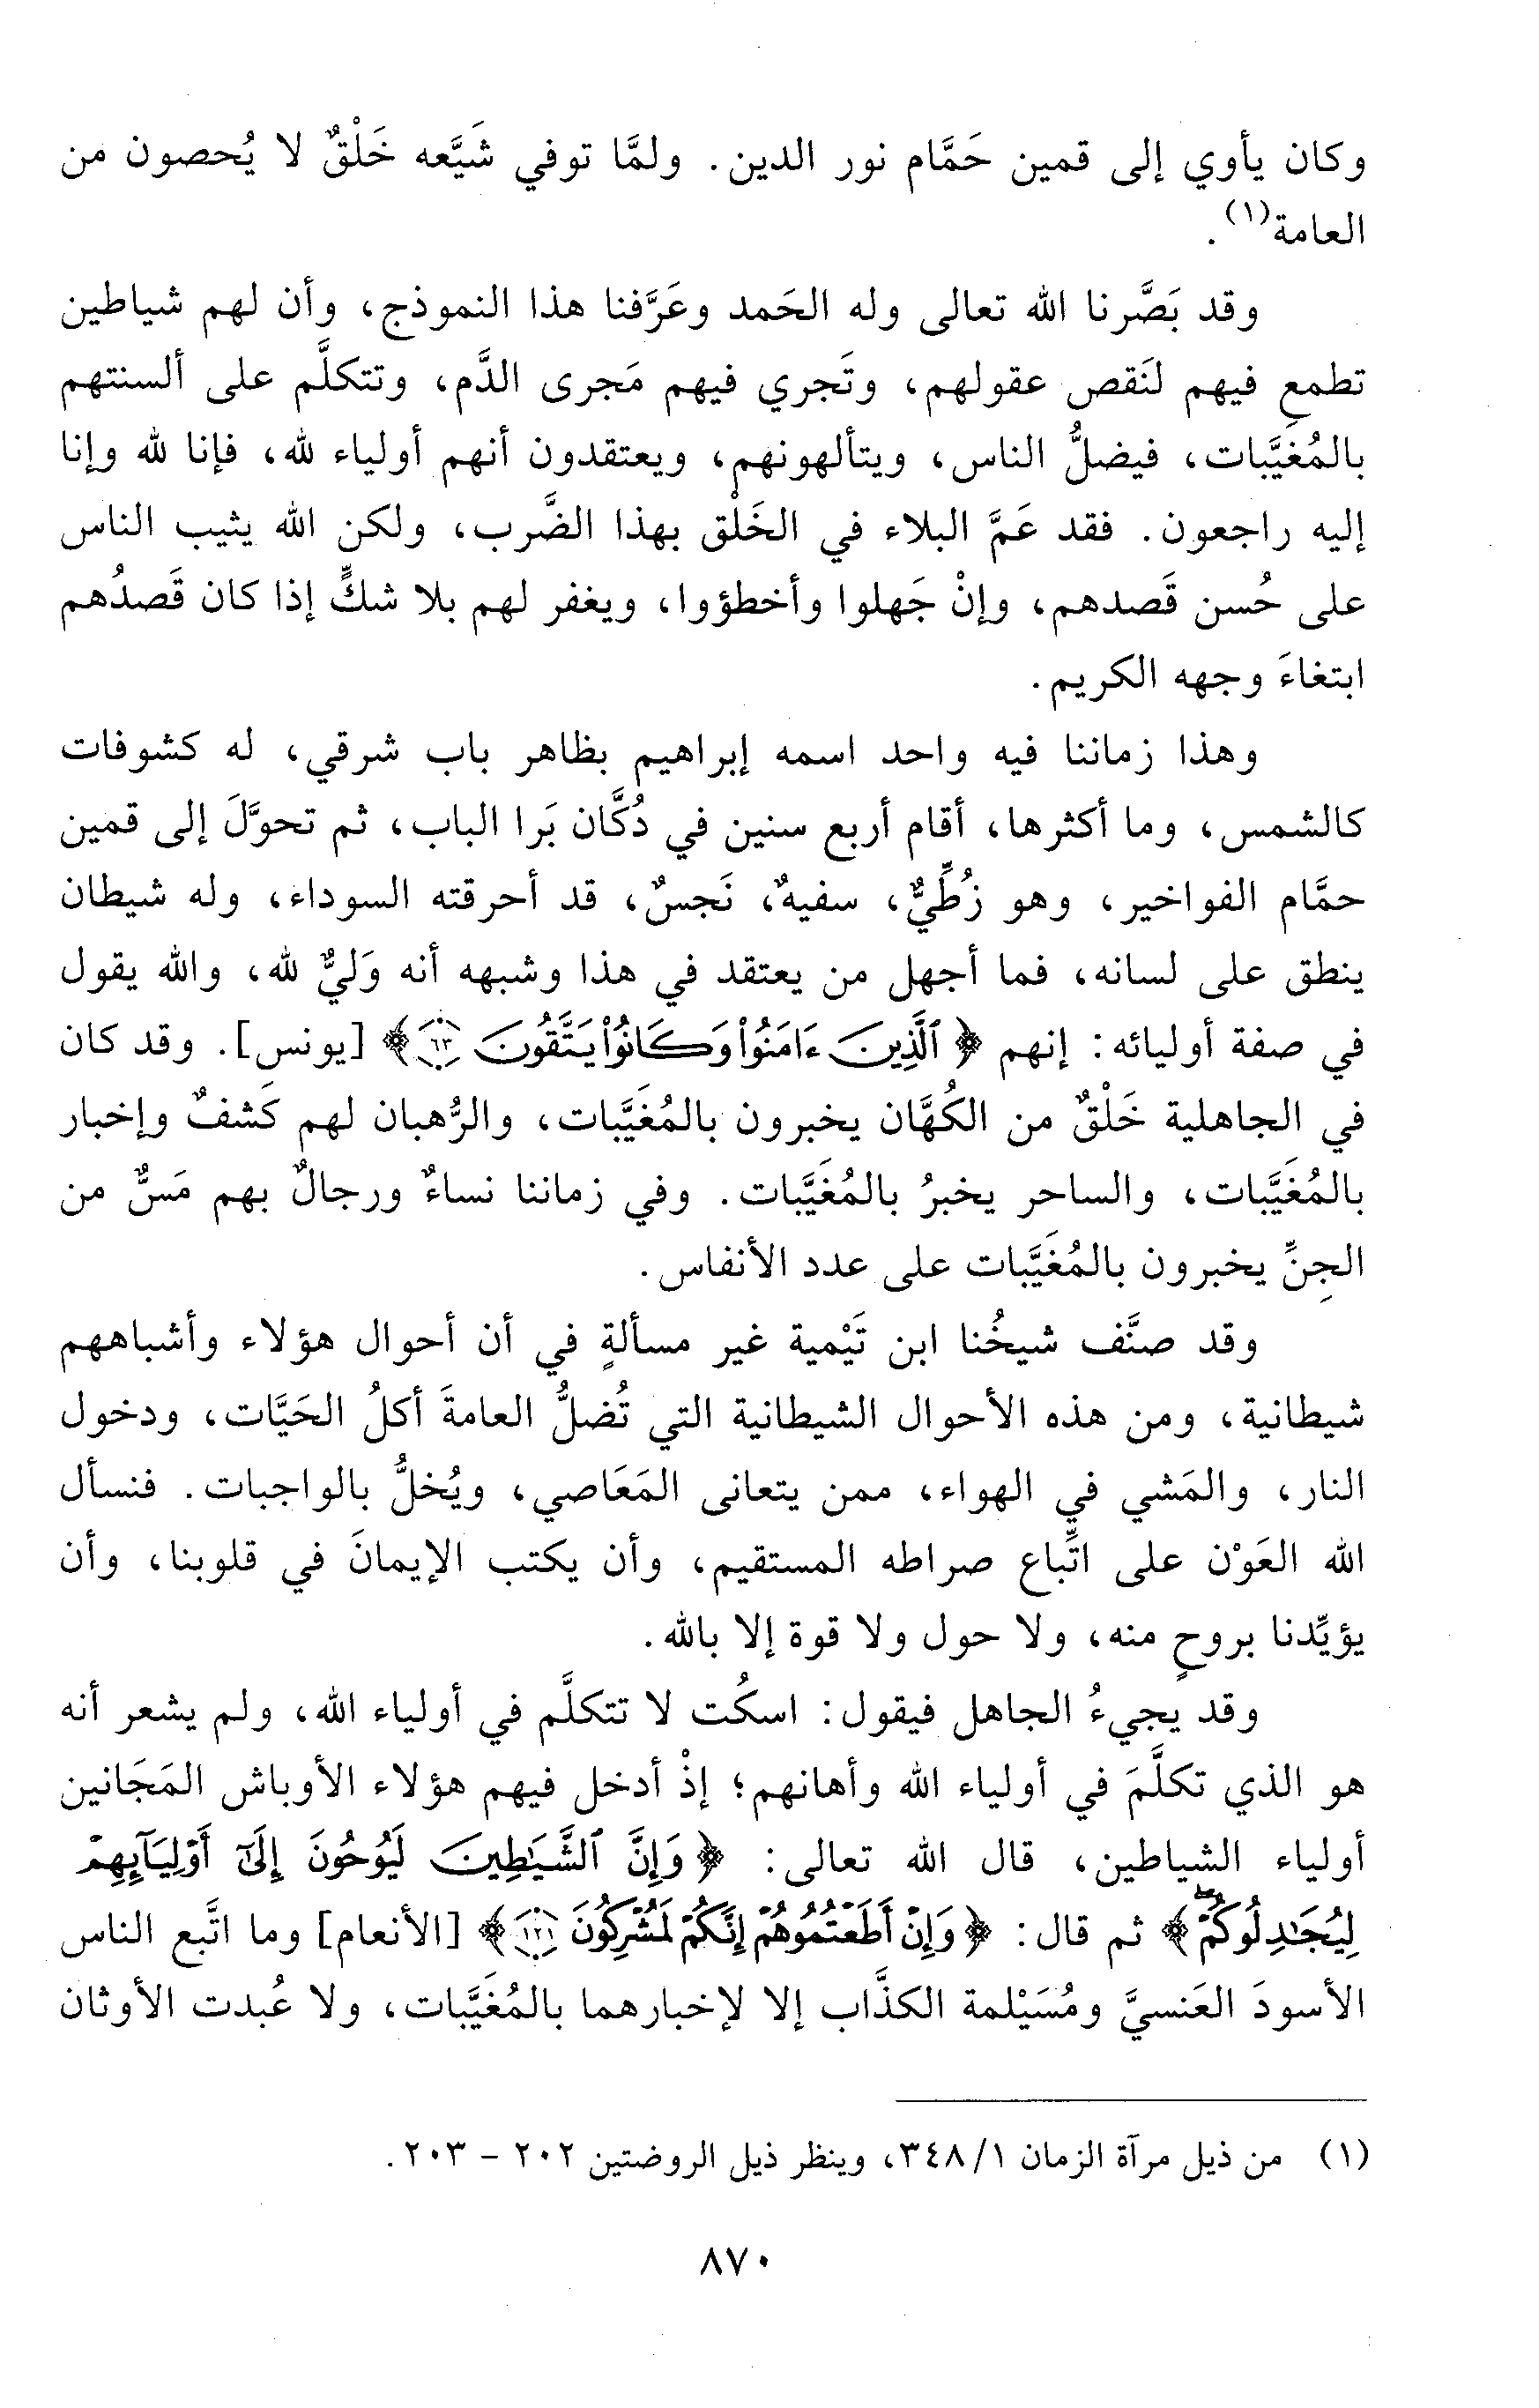 وكان يأوي إلى قمين حَمَّام نور الدين. ولمَّا توفي شَيَّعه خَلْقٌ لا يُحصون من
العامة(١).
وقد بَصَّرنا الله تعالى وله الحَمد وعَرَّفنا هذا النموذج، وأن لهم شياطين
تطمع فيهم لنَقص عقولهم، وتَجري فيهم مَجرى الدَّم، وتتكلَّم على ألسنتهم
بالمُغيَّبات، فيضلُّ الناس، ويتألهونهم، ويعتقدون أنهم أولياء لله، فإنا لله وإنا
إليه راجعون. فقد عَمَّ البلاء في الخَلْق بهذا الضَّرب، ولكن الله يثيب الناس
على حُسن قَصدهم، وإنْ جَهلوا وأخطؤوا، ويغفر لهم بلا شكٍّ إذا كان قَصدُهم
ابتغاءَ وجهه الكريم.
وهذا زماننا فيه واحد اسمه إبراهيم بظاهر باب شرقي، له كشوفات
كالشمس، وما أكثرها، أقام أربع سنين في دُكَّان بَرا الباب، ثم تحوَّلَ إلى قمين
حمَّام الفواخير، وهو زُطِّيٌّ، سفيهٌ، نَجسٌ، قد أحرقته السوداء، وله شيطان
ينطق على لسانه، فما أجهل من يعتقد في هذا وشبهه أنه وَليٌّ لله، والله يقول
في صفة أوليائه: إنهم ﴿ٱلَّذِينَ ءَامَنُواْ وَكَانُواْ يَتَّقُونَ ٦٣﴾ [يونس]. وقد كان
في الجاهلية خَلْقٌ من الكُهَّان يخبرون بالمُغَيَّبات، والرُّهبان لهم كَشفٌ وإخبار
بالمُغَيَّبات، والساحر يخبرُ بالمُغَيَّبات. وفي زماننا نساءٌ ورجالٌ بهم مَسٌّ من
الجِنِّ يخبرون بالمُغَيَّبات على عدد الأنفاس.
وقد صنَّف شيخُنا ابن تَيْمية غير مسألةٍ في أن أحوال هؤلاء وأشباههم
شيطانية، ومن هذه الأحوال الشيطانية التي تُضلُّ العامةَ أكلُ الحَيَّات، ودخول
النار، والمَشي في الهواء، ممن يتعانى المَعَاصي، ويُخلُّ بالواجبات. فنسأل
الله العَوْن على اتِّباع صراطه المستقيم، وأن يكتب الإيمانَ في قلوبنا، وأن
يؤيِّدنا بروحٍ منه، ولا حول ولا قوة إلا بالله.
وقد يجيءُ الجاهل فيقول: اسكُت لا تتكلَّم في أولياء الله، ولم يشعر أنه
هو الذي تكلَّمَ في أولياء الله وأهانهم؛ إذْ أدخل فيهم هؤلاء الأوباش المَجَانين
أولياء الشياطين، قال الله تعالى: ﴿وَإِنَّ ٱلشَّيَٰطِينَ لَيُوحُونَ إِلَىٰٓ أَوْلِيَآئِهِمْ
لِيُجَٰدِلُوكُمْۖ﴾ ثم قال: ﴿وَإِنْ أَطَعْتُمُوهُمْ إِنَّكُمْ لَمُشْرِكُونَ ١٢١﴾ [الأنعام] وما اتَّبع الناس
الأسودَ العَنسيَّ ومُسَيْلمة الكذَّاب إلا لإخبارهما بالمُغَيَّبات، ولا عُبدت الأوثان
(١) من ذيل مرآة الزمان ١/ ٣٤٨، وينظر ذيل الروضتين ٢٠٢ - ٢٠٣.
٨٧٠